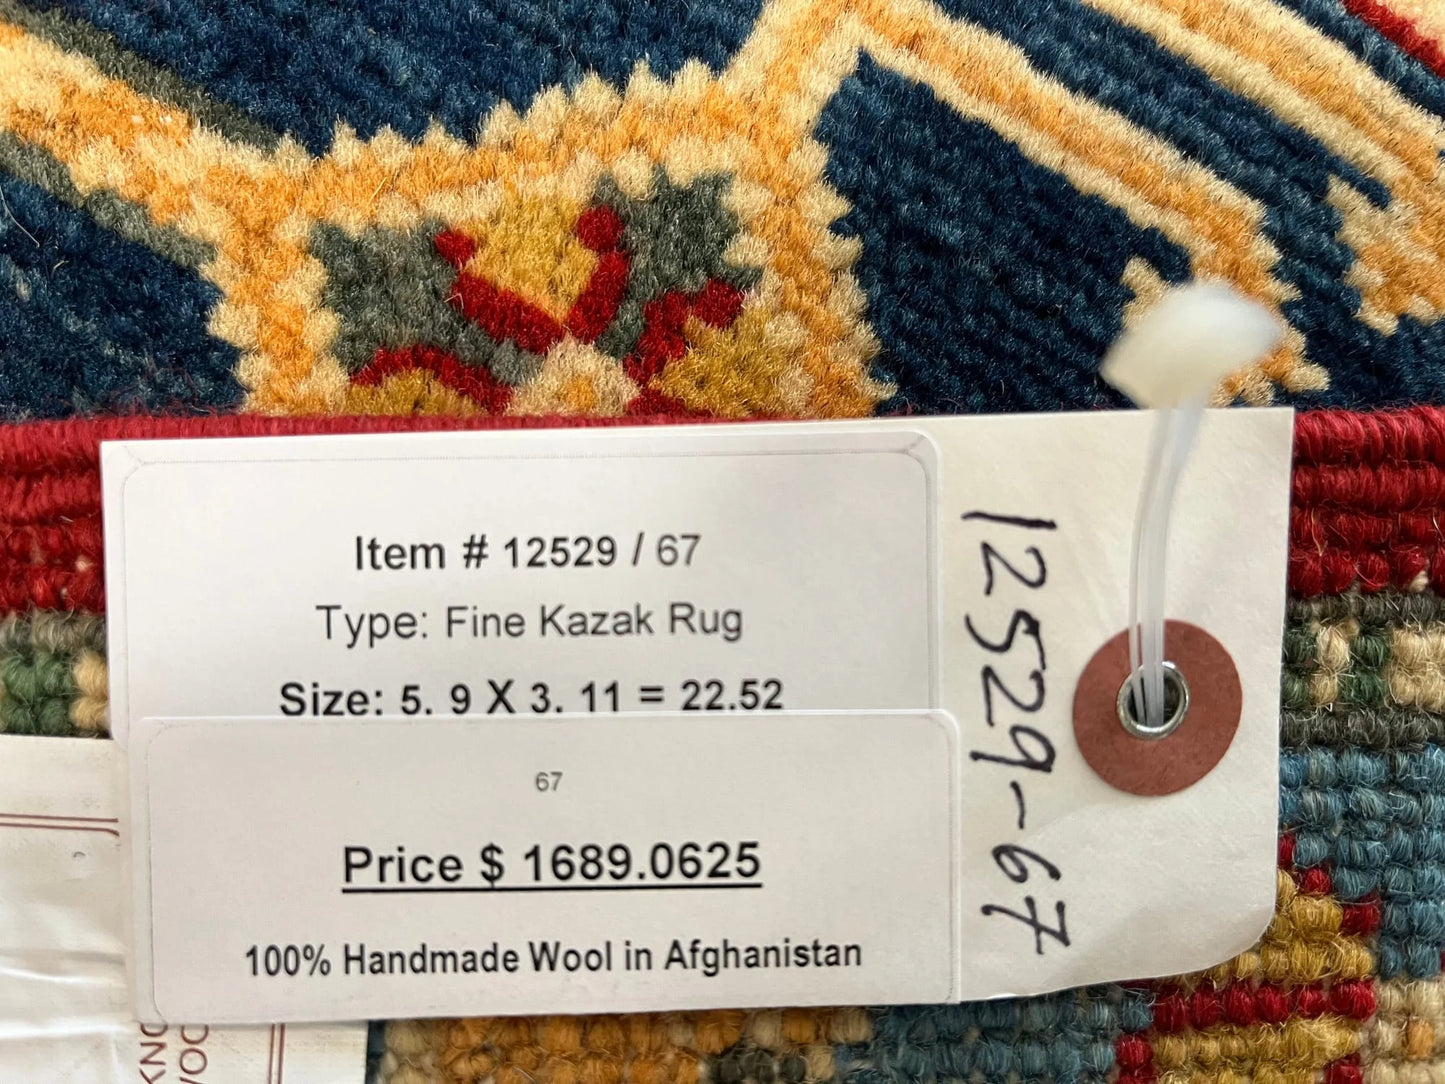 Item # 12529 / 67
Type: Fine Kazak Rug
Size: 5. 9 X 3. 11 = 22.52
67
Price $ 1689.0625
100% Handmade Wool in Afghanistan
12529-67